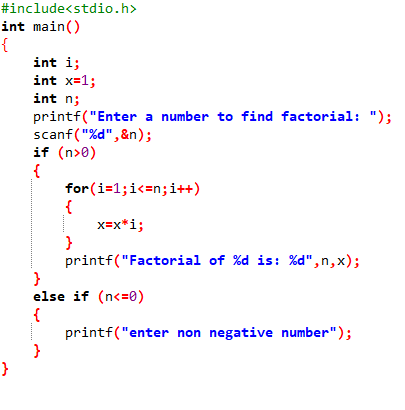 #include<stdio.h>
int main()
{
    int i;
    int x=1;
    int n;
    printf("Enter a number to find factorial: ");
    scanf("%d",&n);
    if (n>0)
    {
        for(i=1;i<=n;i++)
        {
            x=x*i;
        }
        printf("Factorial of %d is: %d",n,x);
    }
    else if (n<=0)
    {
        printf("enter non negative number");
    }
}